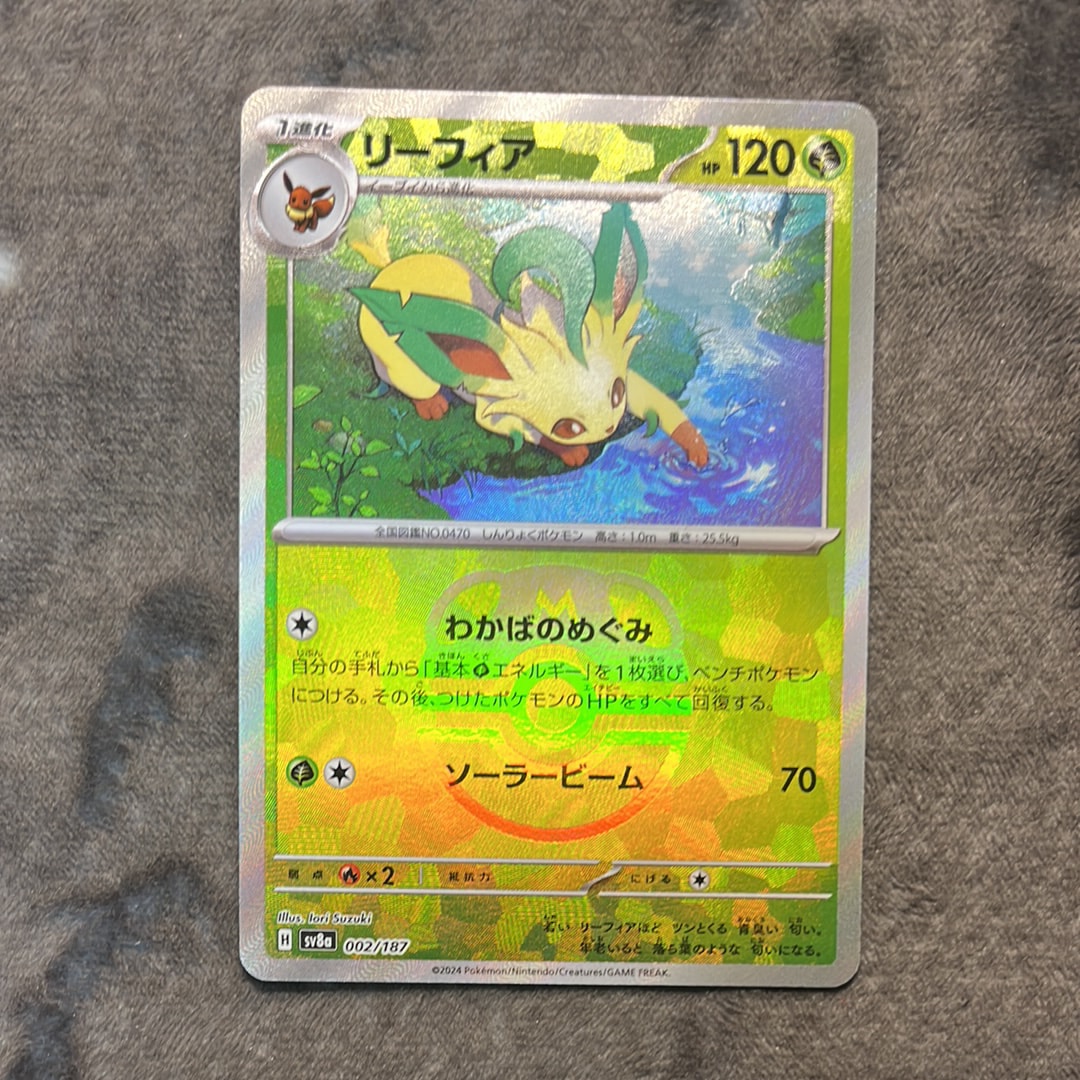 1進化
リーフィア
HP 120
イーブイから進化
全国図鑑NO.0470 しんりょくポケモン 高さ:1.0m 重さ:25.5kg
M
わかばのめぐみ
自分の手札から「基本エネルギー」を1枚選び、ベンチポケモン
につける。その後、つけたポケモンのHPをすべて回復する。
ソーラービーム 70
弱点 ×2 抵抗力 にげる
Illus. Iori Suzuki
H sv8a 002/187
若い リーフィアほど ツンとくる 青臭い 匂い。
年老いると 落ち葉のような 匂いになる。
©2024 Pokémon/Nintendo/Creatures/GAME FREAK.